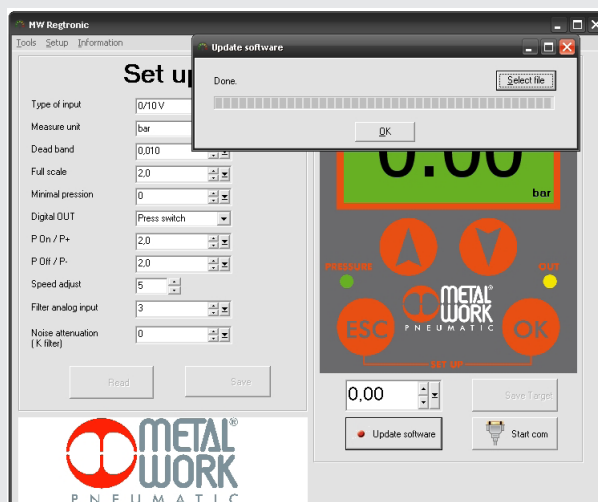 MW Regtronic
Tools Setup Information
Update software
Done.
Select file
OK
Set up
Type of input 0/10 V
Measure unit bar
Dead band 0,010
Full scale 2,0
Minimal pression 0
Digital OUT Press switch
P On / P+ 2,0
P Off / P- 2,0
Speed adjust 5
Filter analog input 3
Noise attenuation
( K filter) 0
Read Save
METAL
WORK®
PNEUMATIC
0.00
bar
PRESSURE OUT
METAL
WORK
PNEUMATIC
ESC OK
SET UP
0,00 Save Target
Update software Start com